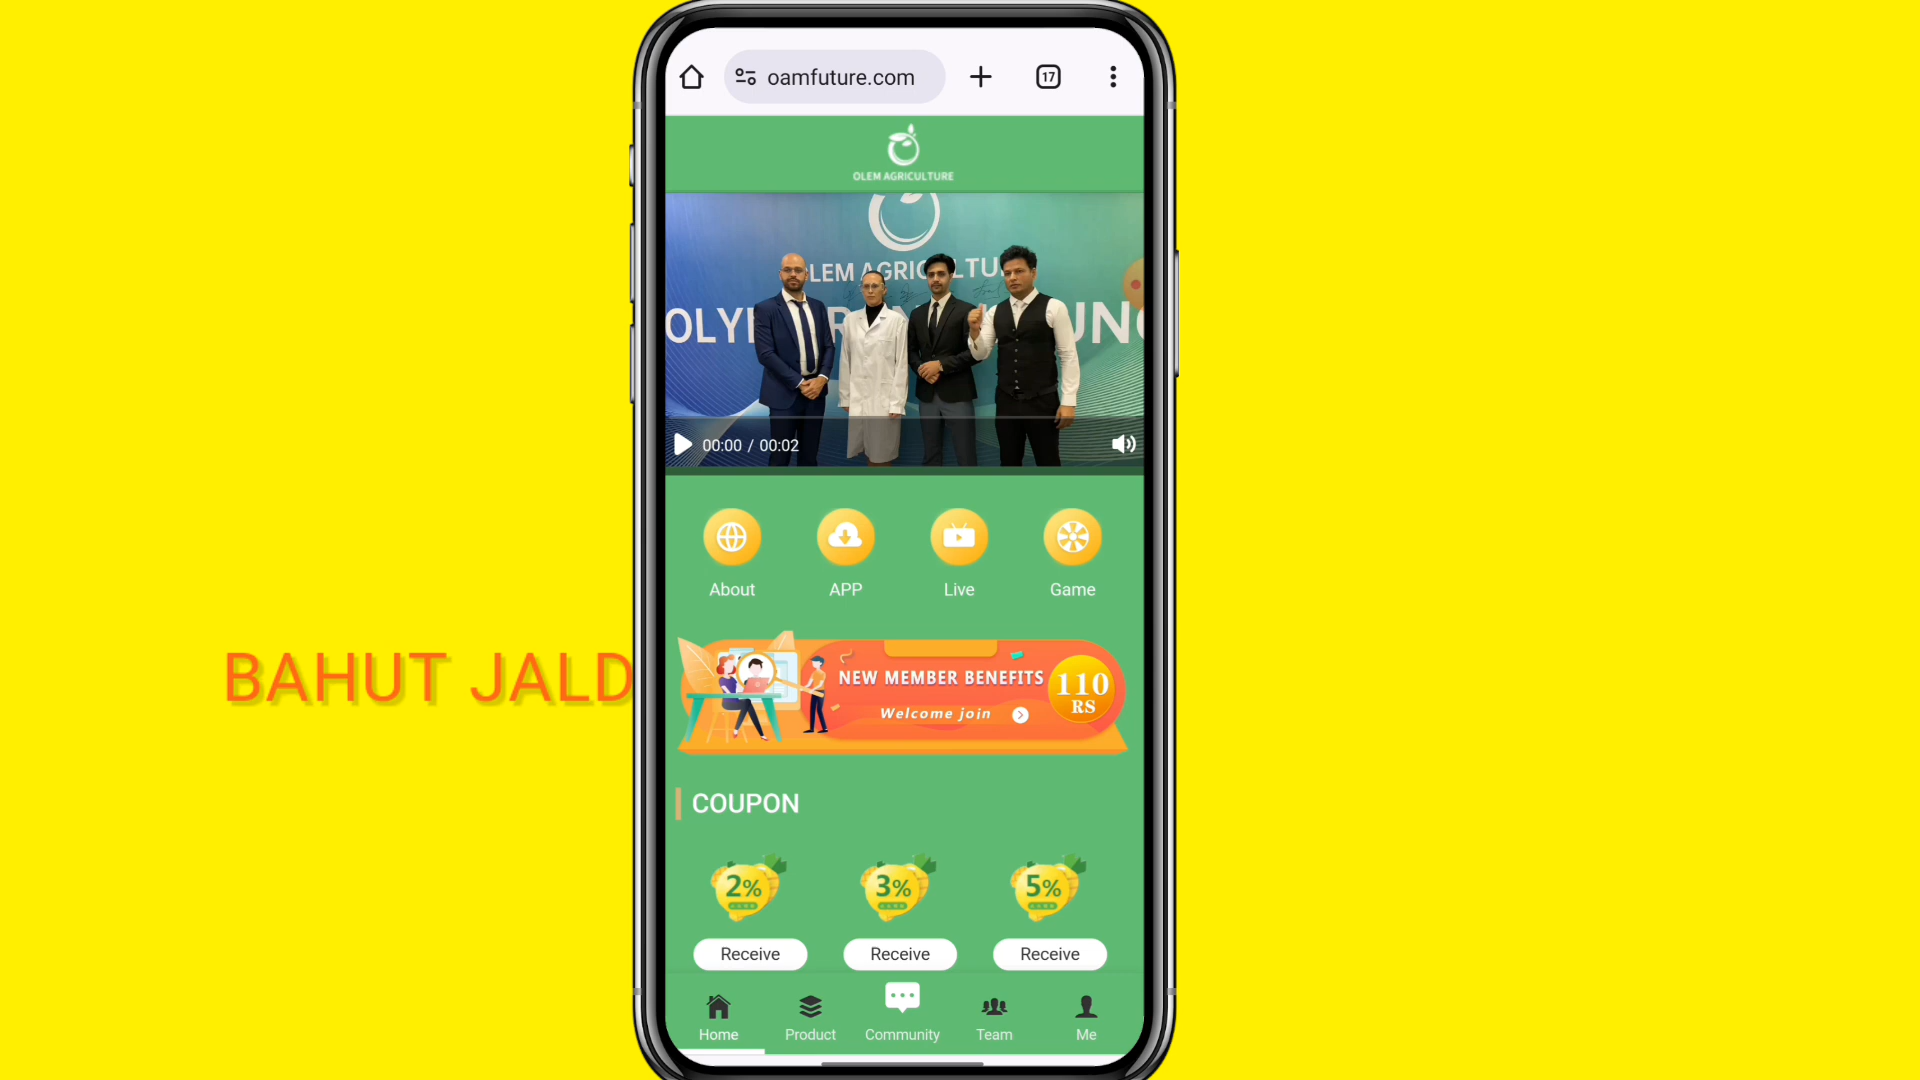 oamfuture.com
17
OLEM AGRICULTURE
00:00 / 00:02
About
APP
Live
Game
NEW MEMBER BENEFITS
Welcome join
110
RS
BAHUT JALD
COUPON
2%
3%
5%
Receive
Receive
Receive
Home
Product
Community
Team
Me